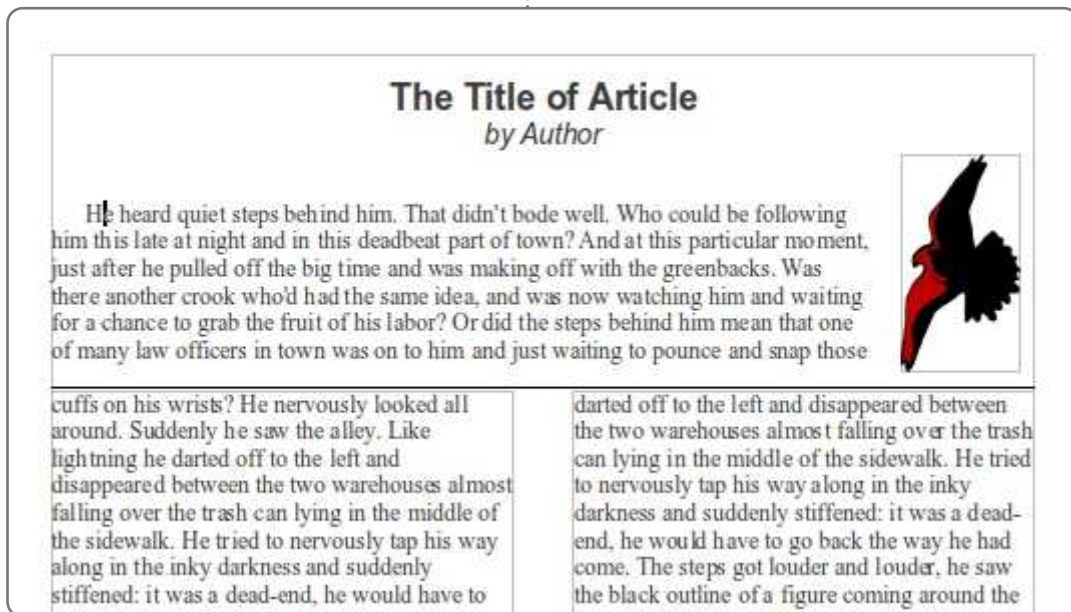 The Title of Article
by Author
He heard quiet steps behind him. That didn't bode well. Who could be following
him this late at night and in this deadbeat part of town? And at this particular moment,
just after he pulled off the big time and was making off with the greenbacks. Was
there another crook who'd had the same idea, and was now watching him and waiting
for a chance to grab the fruit of his labor? Or did the steps behind him mean that one
of many law officers in town was on to him and just waiting to pounce and snap those
cuffs on his wrists? He nervously looked all
around. Suddenly he saw the alley. Like
lightning he darted off to the left and
disappeared between the two warehouses almost
falling over the trash can lying in the middle of
the sidewalk. He tried to nervously tap his way
along in the inky darkness and suddenly
stiffened: it was a dead-end, he would have to
darted off to the left and disappeared between
the two warehouses almost falling over the trash
can lying in the middle of the sidewalk. He tried
to nervously tap his way along in the inky
darkness and suddenly stiffened: it was a dead-
end, he would have to go back the way he had
come. The steps got louder and louder, he saw
the black outline of a figure coming around the